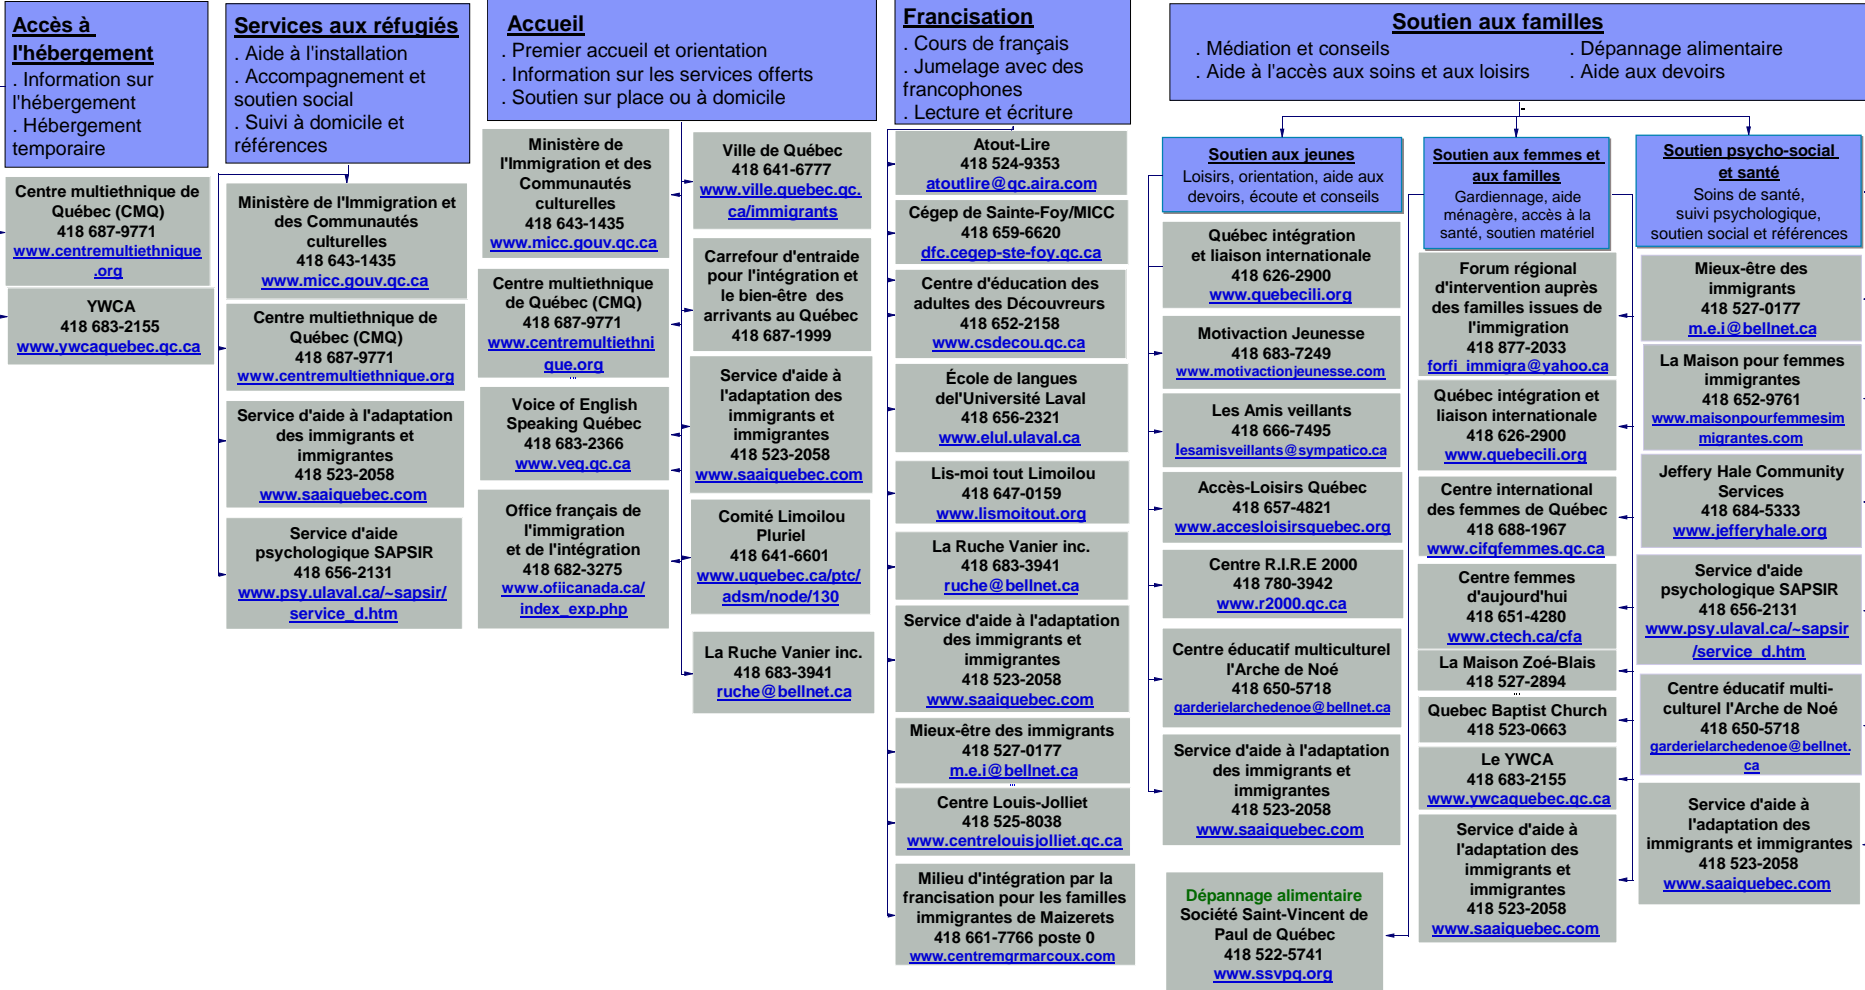 Accès à
l'hébergement
. Information sur
l'hébergement
. Hébergement
temporaire
Centre multiethnique de
Québec (CMQ)
418 687-9771
www.centremultiethnique
.org
YWCA
418 683-2155
www.ywcaquebec.qc.ca
Services aux réfugiés
. Aide à l'installation
. Accompagnement et
soutien social
. Suivi à domicile et
références
Ministère de l'Immigration et
des Communautés
culturelles
418 643-1435
www.micc.gouv.qc.ca
Centre multiethnique de
Québec (CMQ)
418 687-9771
www.centremultiethnique.org
Service d'aide à l'adaptation
des immigrants et
immigrantes
418 523-2058
www.saaiquebec.com
Service d'aide
psychologique SAPSIR
418 656-2131
www.psy.ulaval.ca/~sapsir/
service_d.htm
Accueil
. Premier accueil et orientation
. Information sur les services offerts
. Soutien sur place ou à domicile
Ministère de
l'Immigration et des
Communautés
culturelles
418 643-1435
www.micc.gouv.qc.ca
Centre multiethnique
de Québec (CMQ)
418 687-9771
www.centremultiethni
que.org
Voice of English
Speaking Québec
418 683-2366
www.veq.qc.ca
Office français de
l'immigration
et de l'intégration
418 682-3275
www.ofiicanada.ca/
index_exp.php
Ville de Québec
418 641-6777
www.ville.quebec.qc.
ca/immigrants
Carrefour d'entraide
pour l'intégration et
le bien-être des
arrivants au Québec
418 687-1999
Service d'aide à
l'adaptation des
immigrants et
immigrantes
418 523-2058
www.saaiquebec.com
Comité Limoilou
Pluriel
418 641-6601
www.uquebec.ca/ptc/
adsm/node/130
La Ruche Vanier inc.
418 683-3941
ruche@bellnet.ca
Francisation
. Cours de français
. Jumelage avec des
francophones
. Lecture et écriture
Atout-Lire
418 524-9353
atoutlire@qc.aira.com
Cégep de Sainte-Foy/MICC
418 659-6620
dfc.cegep-ste-foy.qc.ca
Centre d'éducation des
adultes des Découvreurs
418 652-2158
www.csdecou.qc.ca
École de langues
del'Université Laval
418 656-2321
www.elul.ulaval.ca
Lis-moi tout Limoilou
418 647-0159
www.lismoitout.org
La Ruche Vanier inc.
418 683-3941
ruche@bellnet.ca
Service d'aide à l'adaptation
des immigrants et
immigrantes
418 523-2058
www.saaiquebec.com
Mieux-être des immigrants
418 527-0177
m.e.i@bellnet.ca
Centre Louis-Jolliet
418 525-8038
www.centrelouisjolliet.qc.ca
Milieu d'intégration par la
francisation pour les familles
immigrantes de Maizerets
418 661-7766 poste 0
www.centremgrmarcoux.com
Soutien aux familles
. Médiation et conseils
. Aide à l'accès aux soins et aux loisirs
. Dépannage alimentaire
. Aide aux devoirs
Soutien aux jeunes
Loisirs, orientation, aide aux
devoirs, écoute et conseils
Québec intégration
et liaison internationale
418 626-2900
www.quebecili.org
Motivaction Jeunesse
418 683-7249
www.motivactionjeunesse.com
Les Amis veillants
418 666-7495
lesamisveillants@sympatico.ca
Accès-Loisirs Québec
418 657-4821
www.accesloisirsquebec.org
Centre R.I.R.E 2000
418 780-3942
www.r2000.qc.ca
Centre éducatif multiculturel
l'Arche de Noé
418 650-5718
garderielarchedenoe@bellnet.ca
Service d'aide à l'adaptation
des immigrants et
immigrantes
418 523-2058
www.saaiquebec.com
Dépannage alimentaire
Société Saint-Vincent de
Paul de Québec
418 522-5741
www.ssvpq.org
Soutien aux femmes et
aux familles
Gardiennage, aide
ménagère, accès à la
santé, soutien matériel
Forum régional
d'intervention auprès
des familles issues de
l'immigration
418 877-2033
forfi_immigra@yahoo.ca
Québec intégration et
liaison internationale
418 626-2900
www.quebecili.org
Centre international
des femmes de Québec
418 688-1967
www.cifqfemmes.qc.ca
Centre femmes
d'aujourd'hui
418 651-4280
www.ctech.ca/cfa
La Maison Zoé-Blais
418 527-2894
Quebec Baptist Church
418 523-0663
Le YWCA
418 683-2155
www.ywcaquebec.qc.ca
Service d'aide à
l'adaptation des
immigrants et
immigrantes
418 523-2058
www.saaiquebec.com
Soutien psycho-social
et santé
Soins de santé,
suivi psychologique,
soutien social et références
Mieux-être des
immigrants
418 527-0177
m.e.i@bellnet.ca
La Maison pour femmes
immigrantes
418 652-9761
www.maisonpourfemmesim
migrantes.com
Jeffery Hale Community
Services
418 684-5333
www.jefferyhale.org
Service d'aide
psychologique SAPSIR
418 656-2131
www.psy.ulaval.ca/~sapsir
/service_d.htm
Centre éducatif multi-
culturel l'Arche de Noé
418 650-5718
garderielarchedenoe@bellnet.
ca
Service d'aide à
l'adaptation des
immigrants et immigrantes
418 523-2058
www.saaiquebec.com